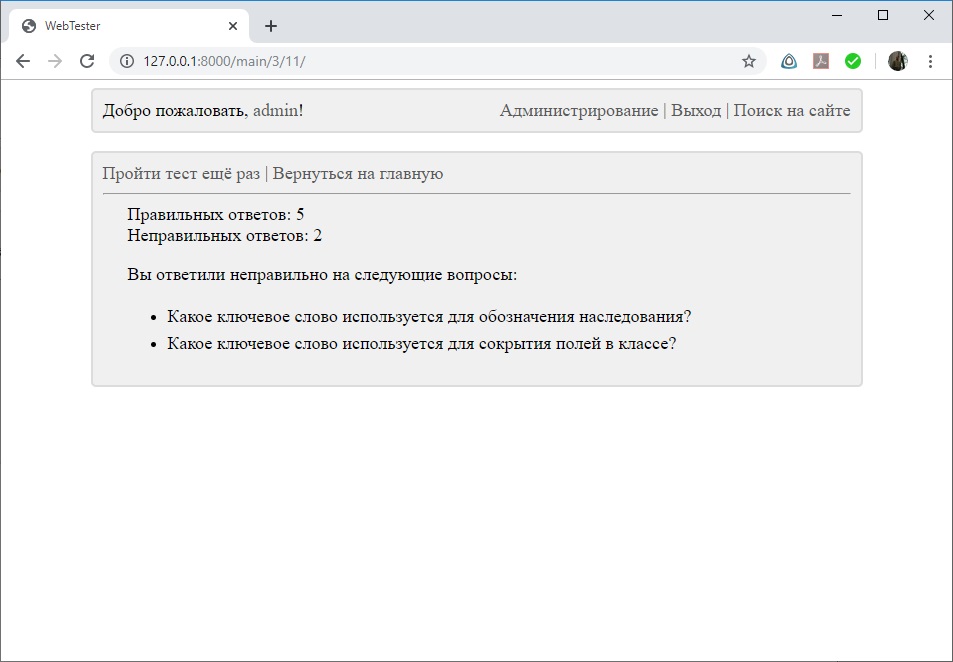 WebTester
127.0.0.1:8000/main/3/11/
Добро пожаловать, admin!
Администрирование | Выход | Поиск на сайте
Пройти тест ещё раз | Вернуться на главную
Правильных ответов: 5
Неправильных ответов: 2
Вы ответили неправильно на следующие вопросы:
• Какое ключевое слово используется для обозначения наследования?
• Какое ключевое слово используется для сокрытия полей в классе?